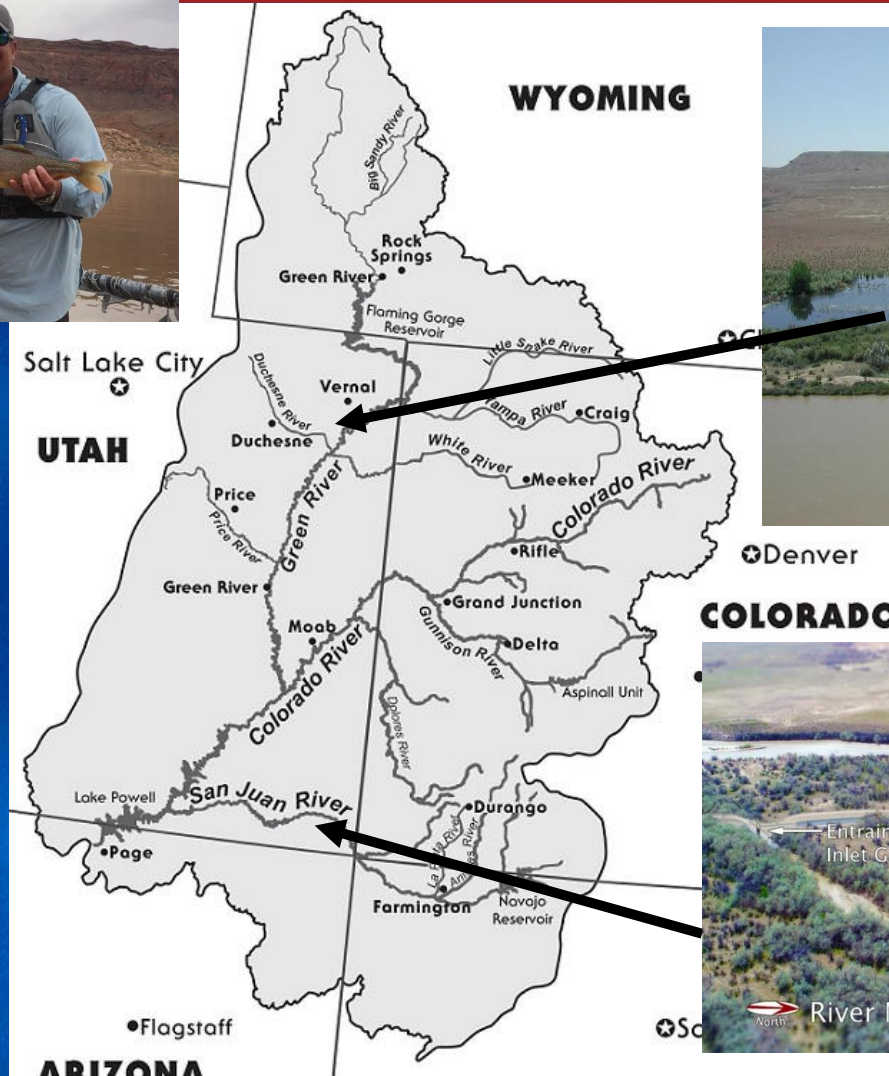 WYOMING
Big Sandy River
Rock
Springs
Green River
Flaming Gorge
Reservoir
Little Snake River
Salt Lake City
Duchesne River
Vernal
Yampa River
Craig
Duchesne
UTAH
White River
Meeker
Colorado River
Price
Price River
Green River
Rifle
Denver
Green River
Grand Junction
COLORADO
Moab
Gunnison River
Delta
Colorado River
Aspinall Unit
Dolores River
Lake Powell
San Juan River
Durango
La Plata River
Animas River
Page
Inlet
Farmington
Navajo
Reservoir
North
River
Flagstaff
ARIZONA